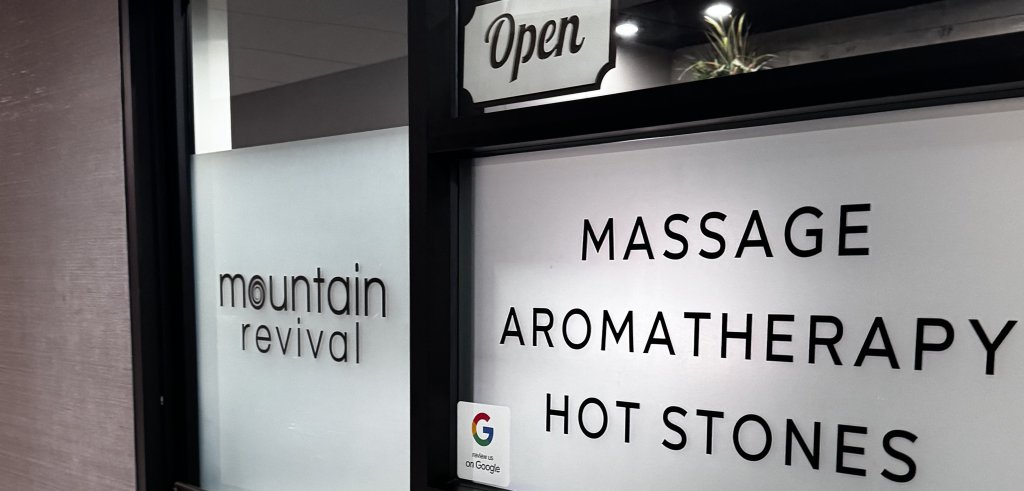 Open
mountain
revival
MASSAGE
AROMATHERAPY
HOT STONES
G
review us
on Google